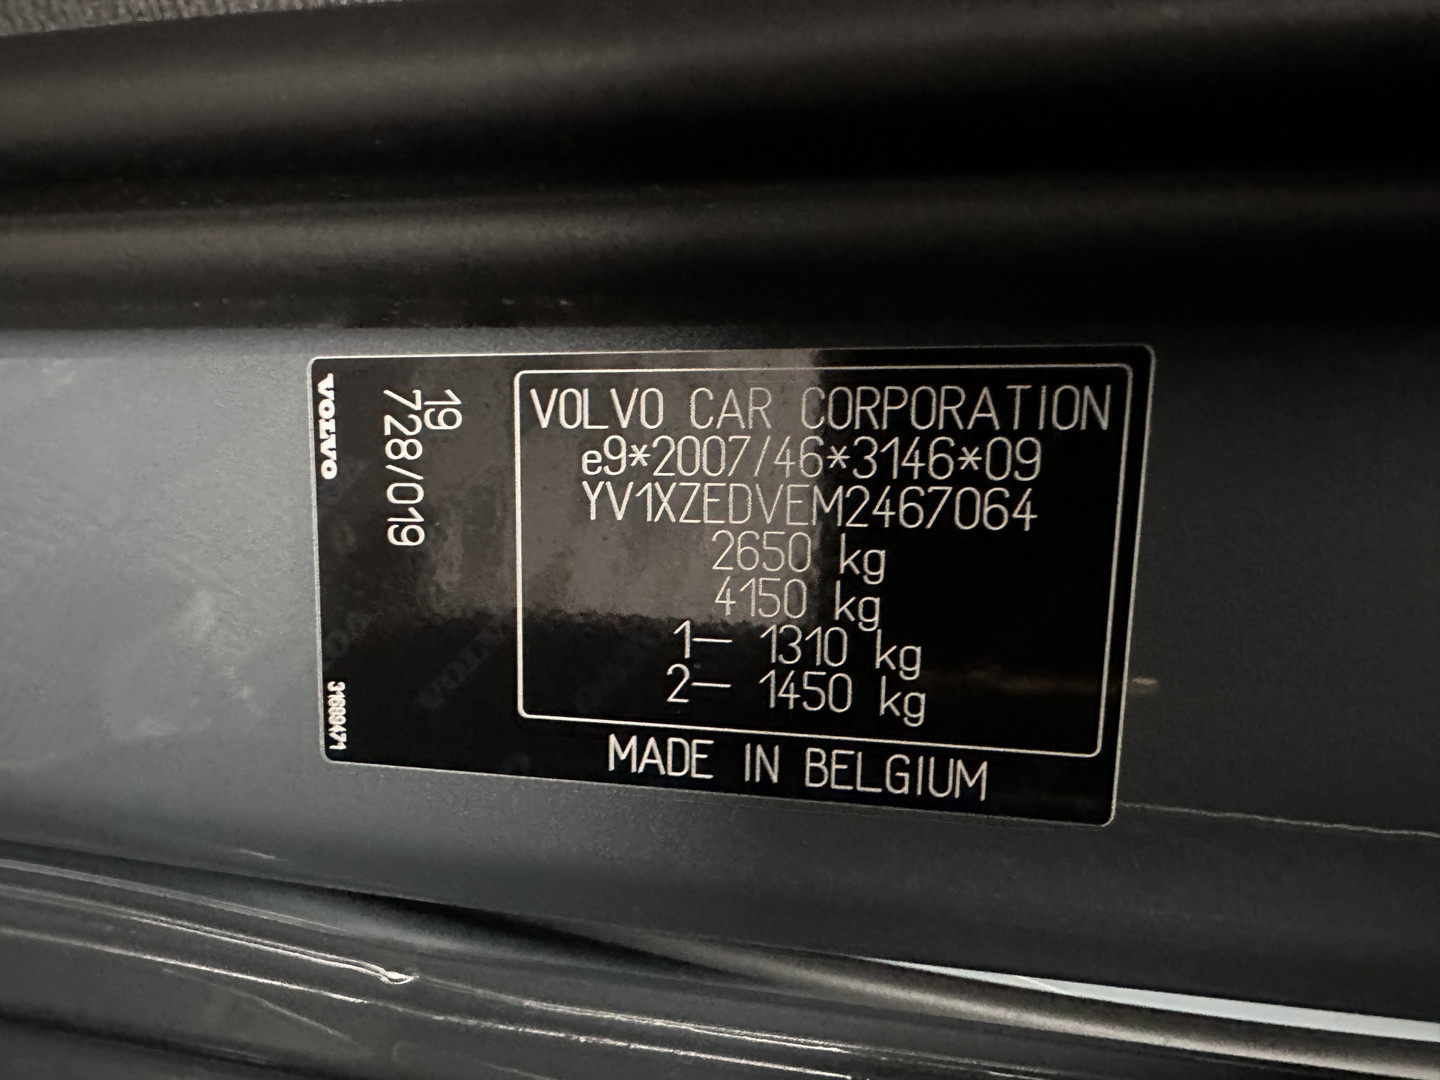 VOLVO
19
728/019
31689471
VOLVO CAR CORPORATION
e9*2007/46*3146*09
YV1XZEDVEM2467064
2650 kg
4150 kg
1– 1310 kg
2– 1450 kg
MADE IN BELGIUM